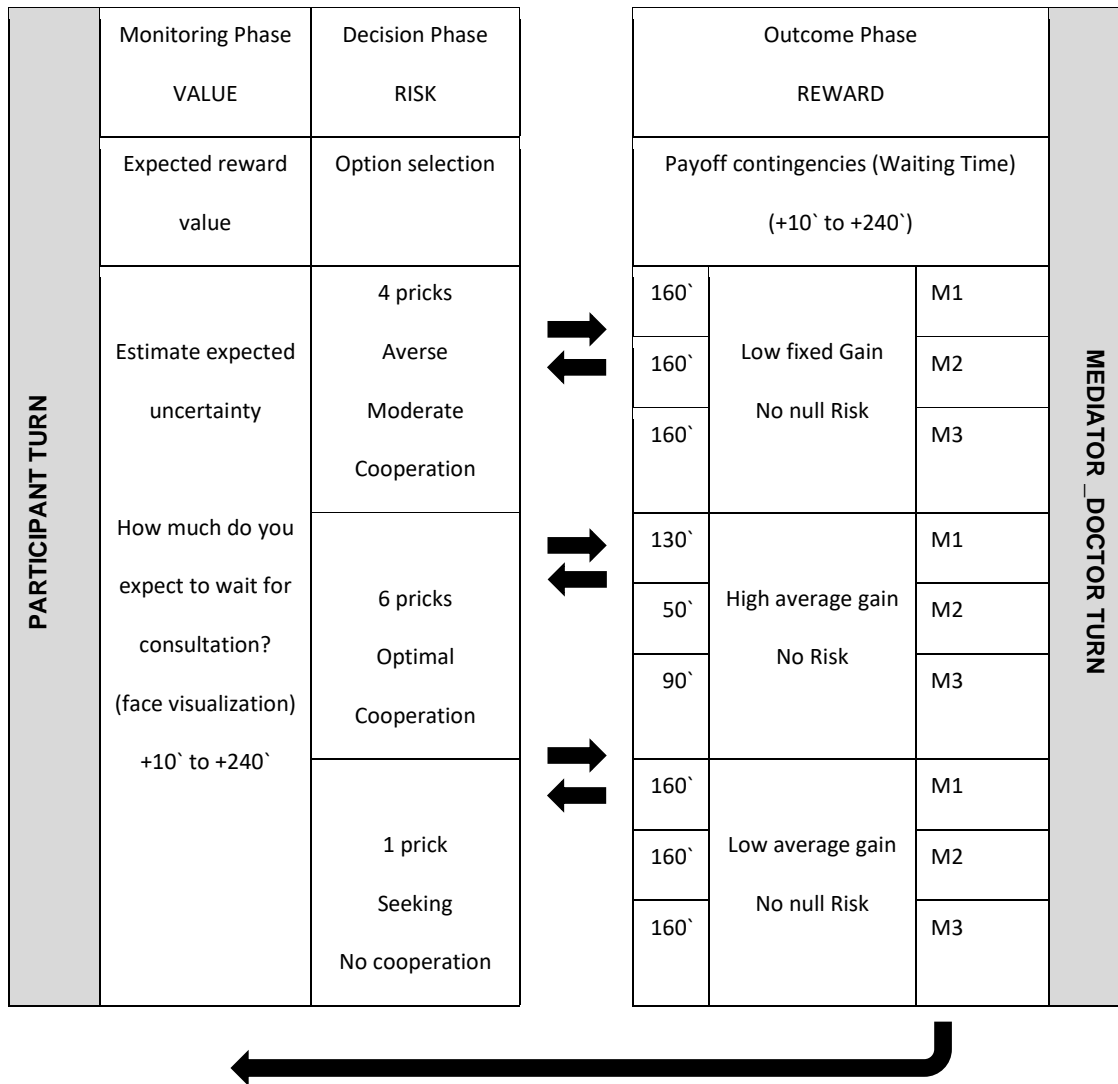 PARTICIPANT TURN
Monitoring Phase
VALUE
Decision Phase
RISK
Outcome Phase
REWARD
Expected reward
value
Option selection
Payoff contingencies (Waiting Time)
(+10` to +240`)
Estimate expected
uncertainty
How much do you
expect to wait for
consultation?
(face visualization)
+10` to +240`
4 pricks
Averse
Moderate
Cooperation
160`
160`
160`
Low fixed Gain
No null Risk
M1
M2
M3
6 pricks
Optimal
Cooperation
130`
50`
90`
High average gain
No Risk
M1
M2
M3
1 prick
Seeking
No cooperation
160`
160`
160`
Low average gain
No null Risk
M1
M2
M3
MEDIATOR _DOCTOR TURN